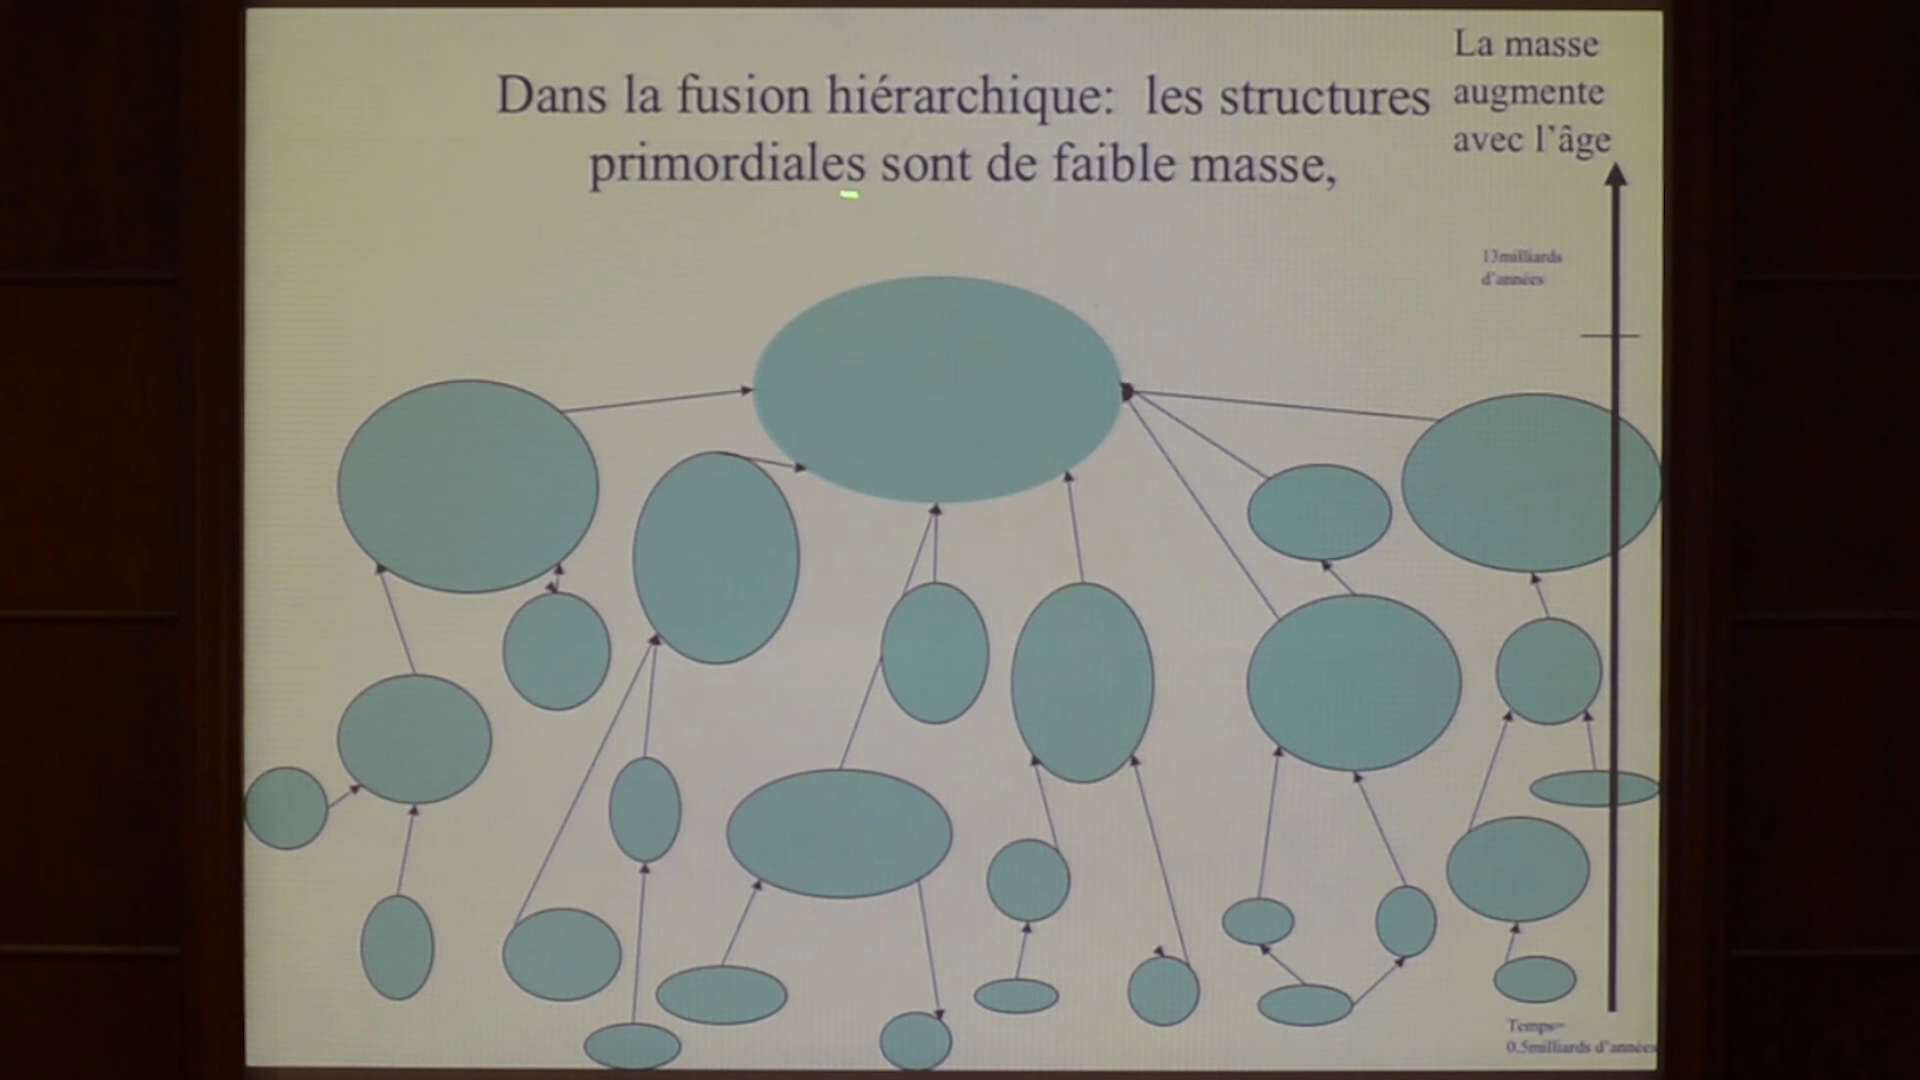 La masse
augmente
avec l'âge
Dans la fusion hiérarchique: les structures
primordiales sont de faible masse,
13milliards
d'années
Temps=
0.5milliards d'années